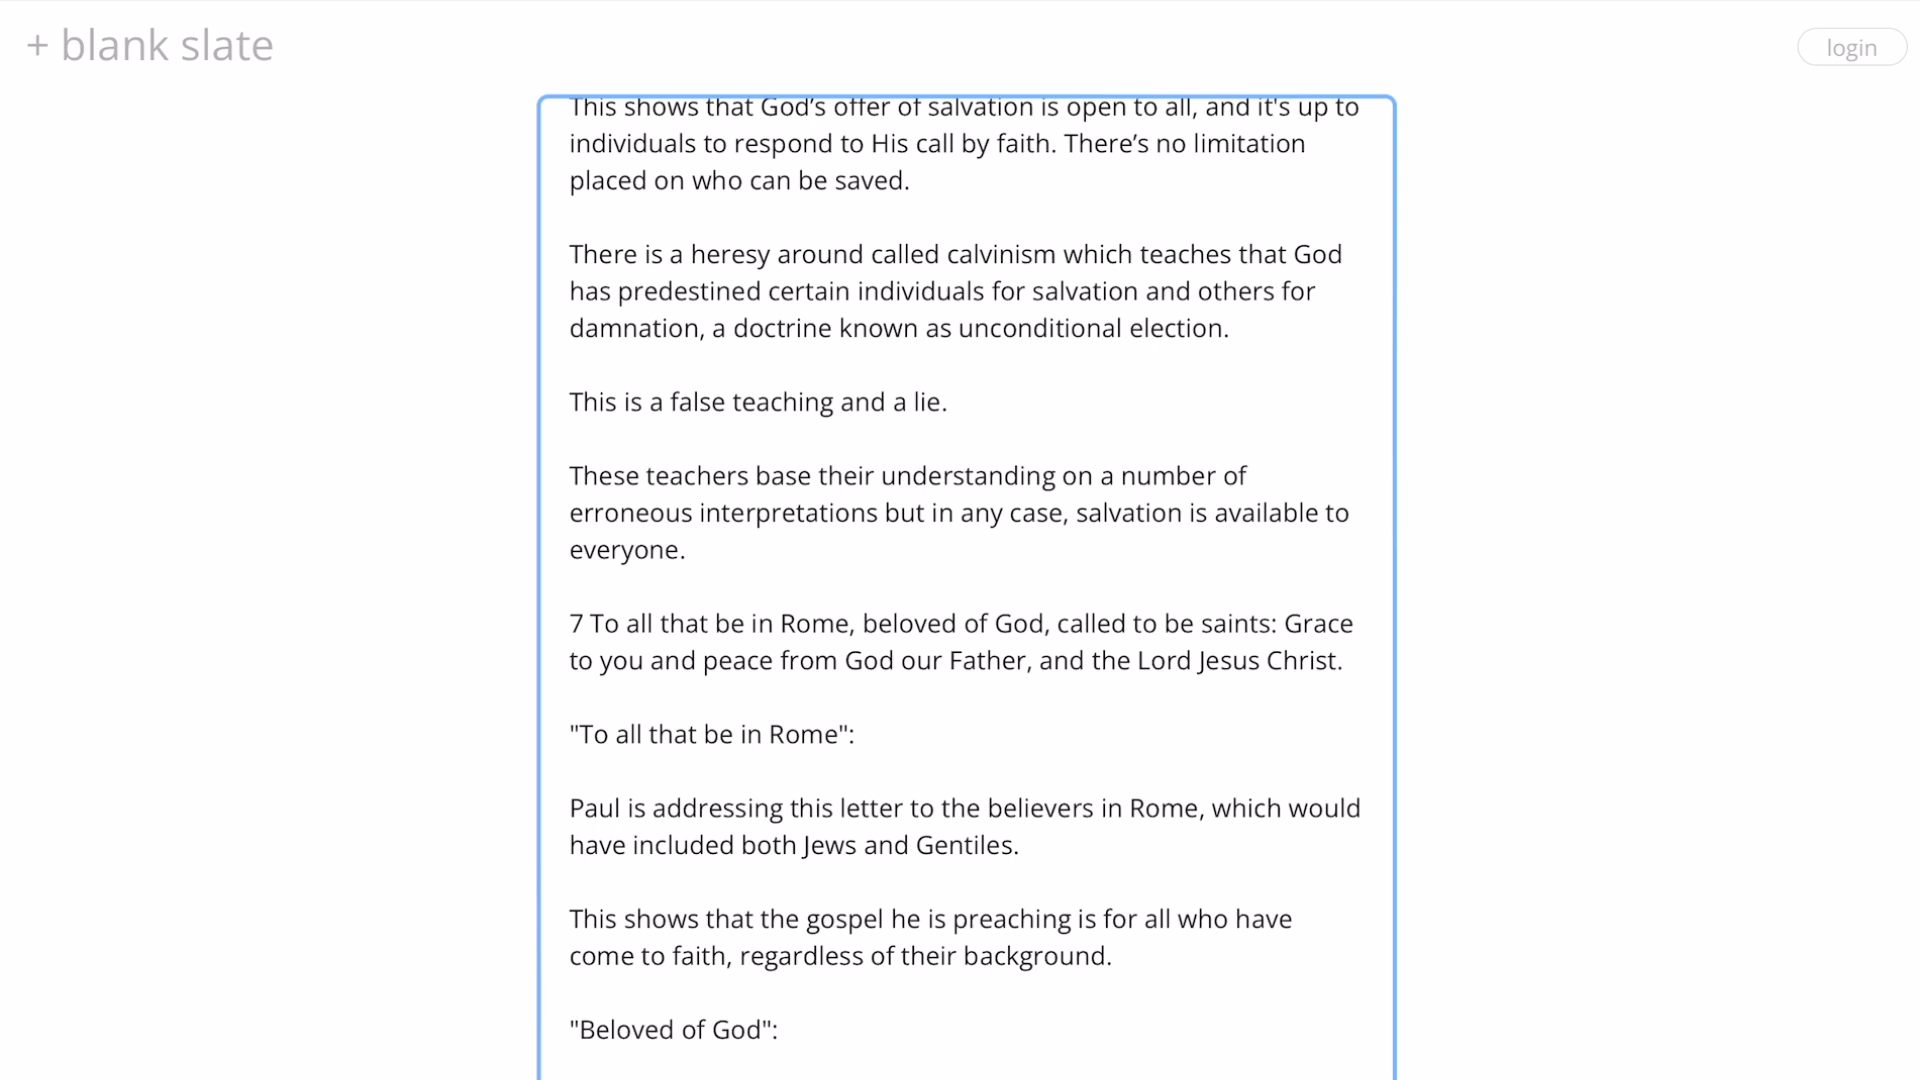 + blank slate
login
This shows that God’s offer of salvation is open to all, and it's up to
individuals to respond to His call by faith. There’s no limitation
placed on who can be saved.
There is a heresy around called calvinism which teaches that God
has predestined certain individuals for salvation and others for
damnation, a doctrine known as unconditional election.
This is a false teaching and a lie.
These teachers base their understanding on a number of
erroneous interpretations but in any case, salvation is available to
everyone.
7 To all that be in Rome, beloved of God, called to be saints: Grace
to you and peace from God our Father, and the Lord Jesus Christ.
"To all that be in Rome":
Paul is addressing this letter to the believers in Rome, which would
have included both Jews and Gentiles.
This shows that the gospel he is preaching is for all who have
come to faith, regardless of their background.
"Beloved of God":